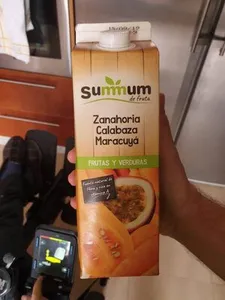 summum
de fruta
Zanahoria
Calabaza
Maracuyá
FRUTAS Y VERDURAS